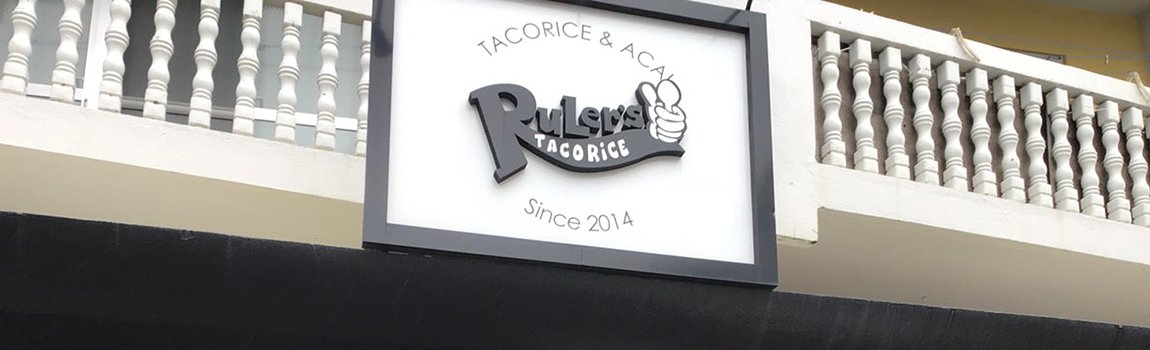 TACORICE & ACAI
RuLer's
TACORiCE
Since 2014